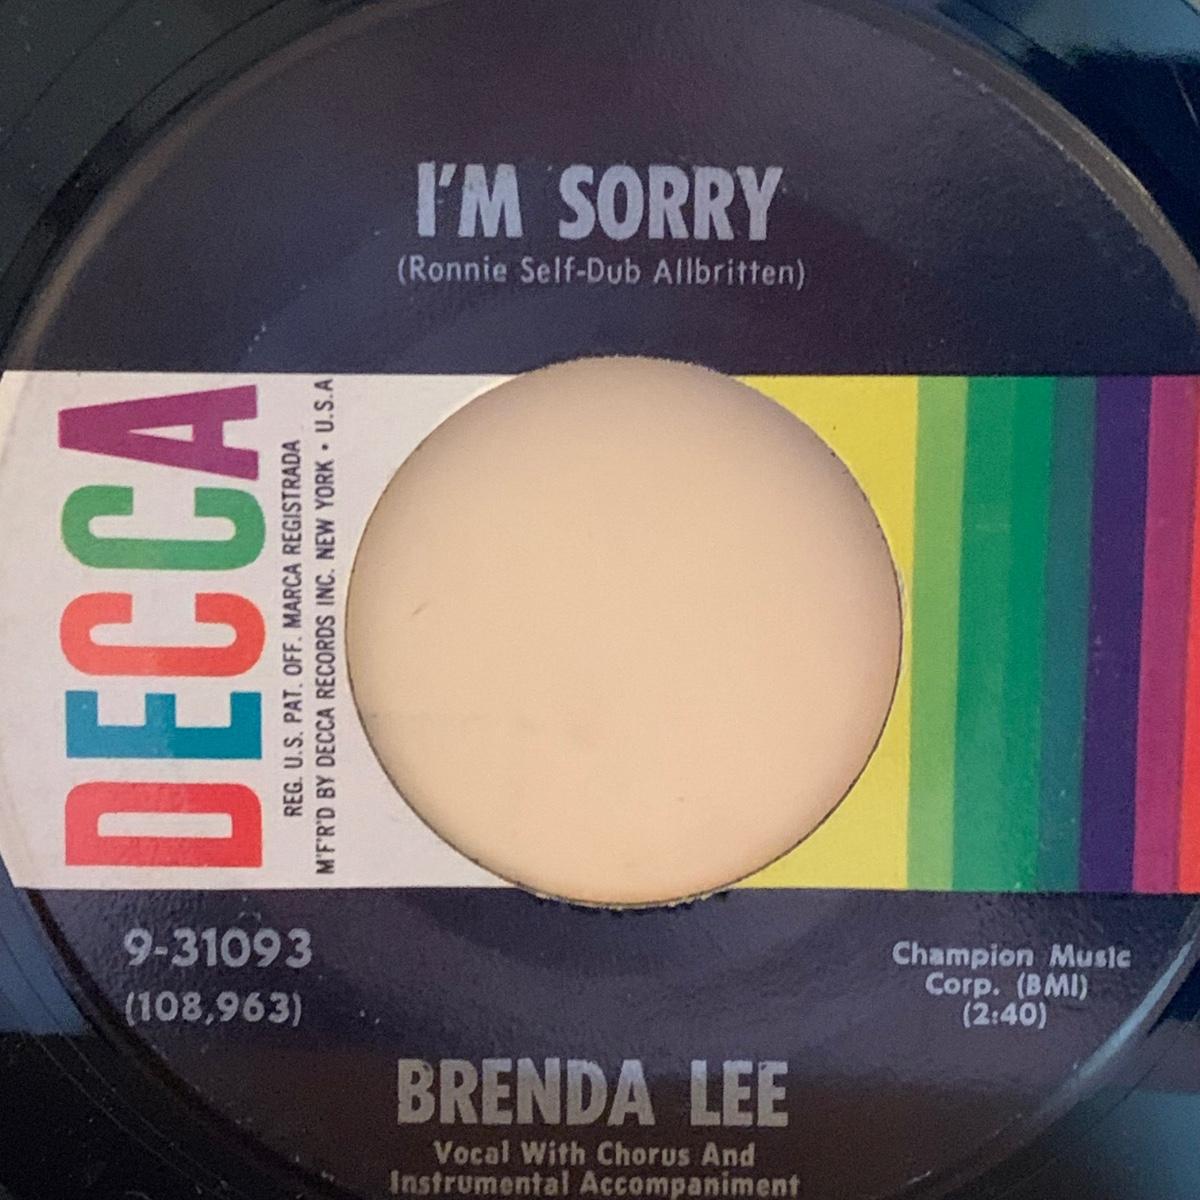 I'M SORRY
(Ronnie Self-Dub Allbritten)
DECCA
REG. U.S. PAT. OFF. MARCA REGISTRADA
M'F'R'D BY DECCA RECORDS INC. NEW YORK • U.S.A
9-31093
(108,963)
Champion Music
Corp. (BMI)
(2:40)
BRENDA LEE
Vocal With Chorus And
Instrumental Accompaniment